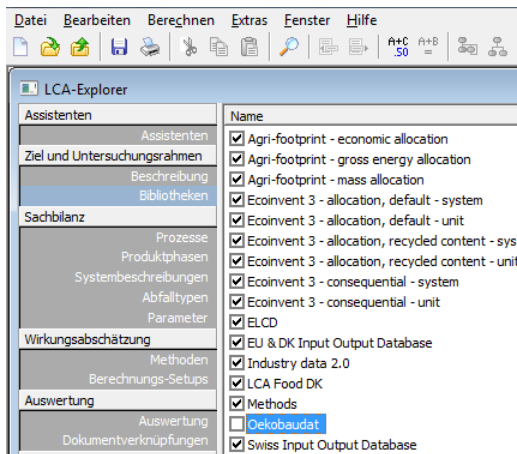 Datei Bearbeiten Berechnen Extras Fenster Hilfe
A+C .50 A+B =
LCA-Explorer
Assistenten
Assistenten
Ziel und Untersuchungsrahmen
Beschreibung
Bibliotheken
Sachbilanz
Prozesse
Produktphasen
Systembeschreibungen
Abfalltypen
Parameter
Wirkungsabschätzung
Methoden
Berechnungs-Setups
Auswertung
Auswertung
Dokumentverknüpfungen
Name
Agri-footprint - economic allocation
Agri-footprint - gross energy allocation
Agri-footprint - mass allocation
Ecoinvent 3 - allocation, default - system
Ecoinvent 3 - allocation, default - unit
Ecoinvent 3 - allocation, recycled content - sys
Ecoinvent 3 - allocation, recycled content - unit
Ecoinvent 3 - consequential - system
Ecoinvent 3 - consequential - unit
ELCD
EU & DK Input Output Database
Industry data 2.0
LCA Food DK
Methods
Oekobaudat
Swiss Input Output Database